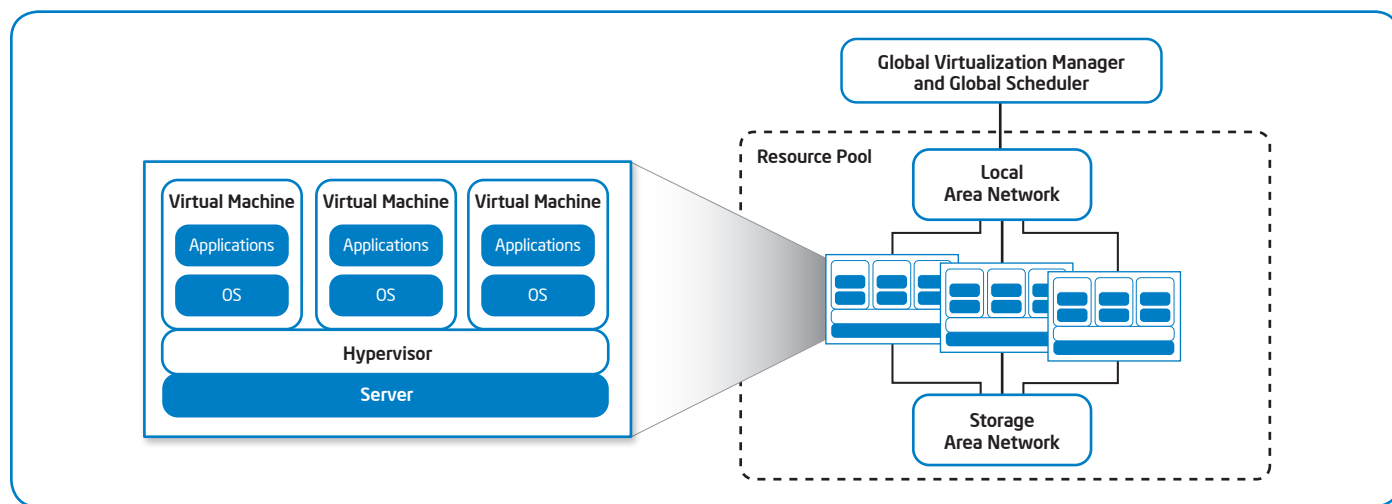 Global Virtualization Manager
and Global Scheduler
Resource Pool
Local
Area Network
Virtual Machine
Applications
OS
Virtual Machine
Applications
OS
Virtual Machine
Applications
OS
Hypervisor
Server
Storage
Area Network